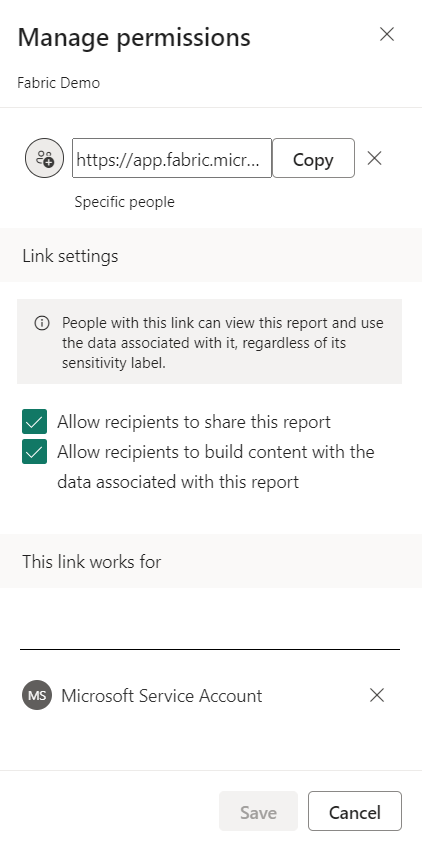 Manage permissions
Fabric Demo
https://app.fabric.micr...
Copy
Specific people
Link settings
People with this link can view this report and use
the data associated with it, regardless of its
sensitivity label.
Allow recipients to share this report
Allow recipients to build content with the
data associated with this report
This link works for
MS Microsoft Service Account
Save
Cancel